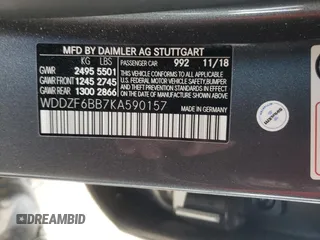 MFD BY DAIMLER AG STUTTGART
KG LBS PASSENGER CAR 992 11/18
GVWR 2495 5501
GAWR FRONT 1245 2745
GAWR REAR 1300 2866
THIS VEHICLE CONFORMS TO ALL APPLICABLE U.S. FEDERAL MOTOR VEHICLE SAFETY, BUMPER AND THEFT PREVENTION STANDARDS IN EFFECT ON THE DATE OF MANUFACTURE SHOWN ABOVE
WDDZF6BB7KA590157 MADE IN GERMANY
DREAMBID